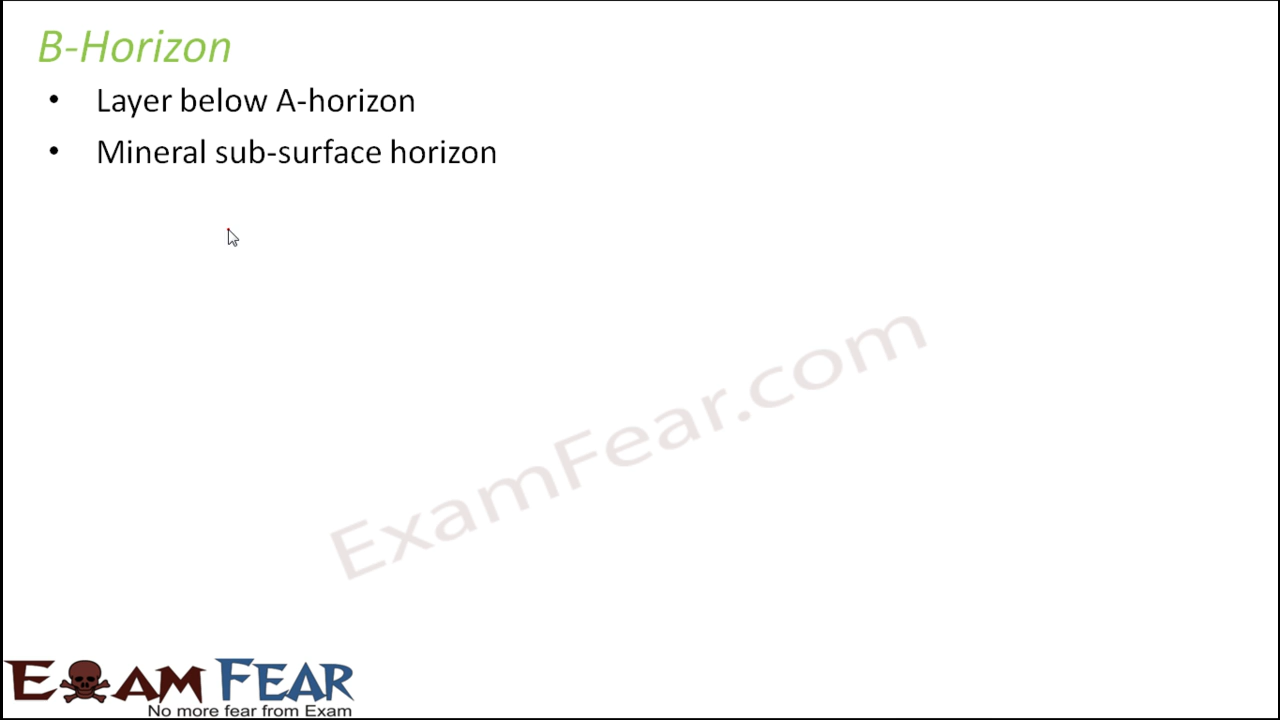 B-Horizon
• Layer below A-horizon
• Mineral sub-surface horizon
ExamFear.com
EXAM FEAR
No more fear from Exam